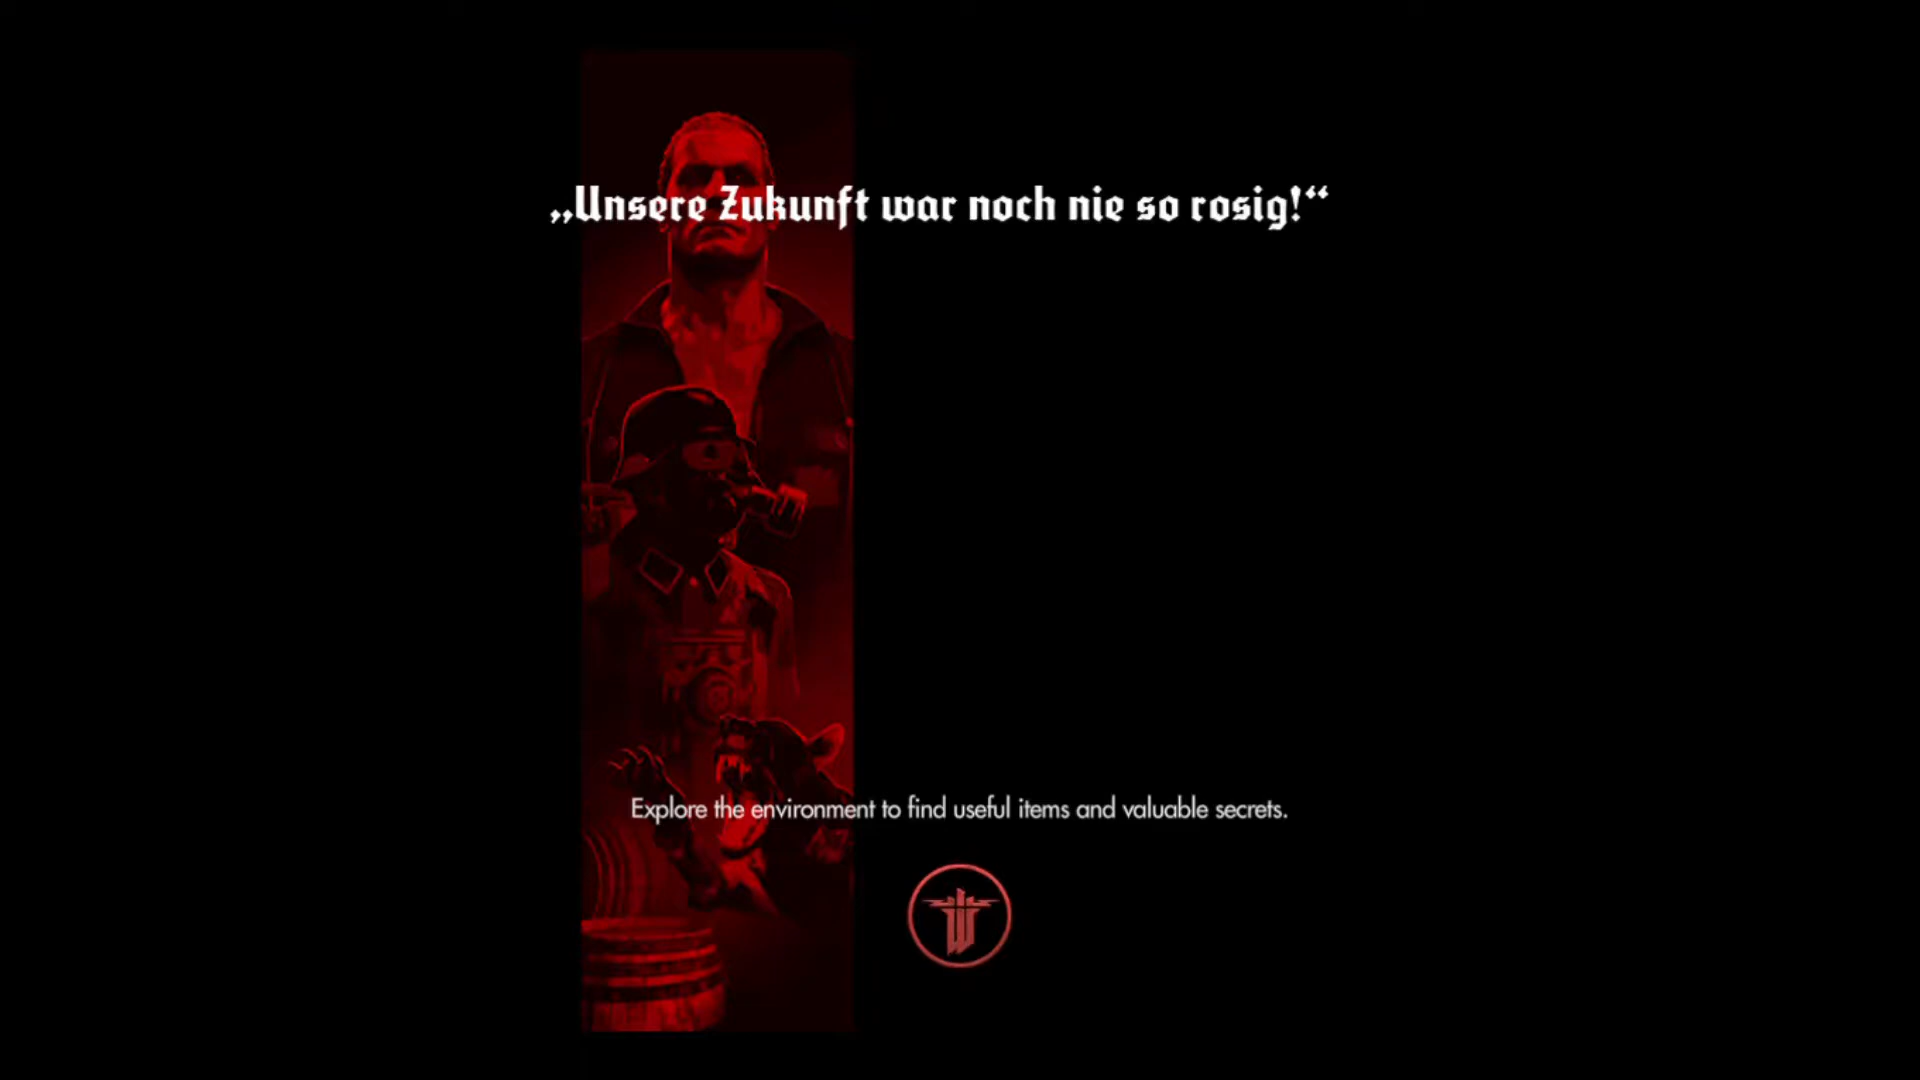 „Unsere Zukunft war noch nie so rosig!“
Explore the environment to find useful items and valuable secrets.